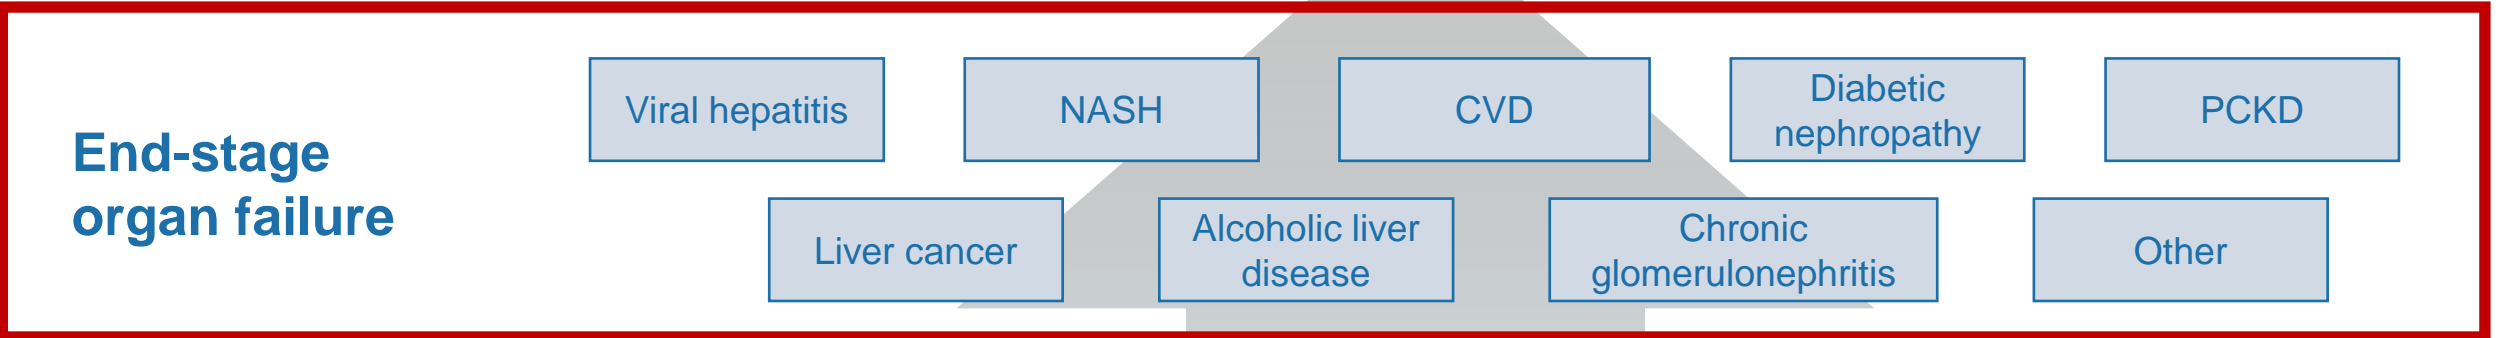 End-stage
organ failure
Viral hepatitis
NASH
CVD
Diabetic
nephropathy
PCKD
Liver cancer
Alcoholic liver
disease
Chronic
glomerulonephritis
Other